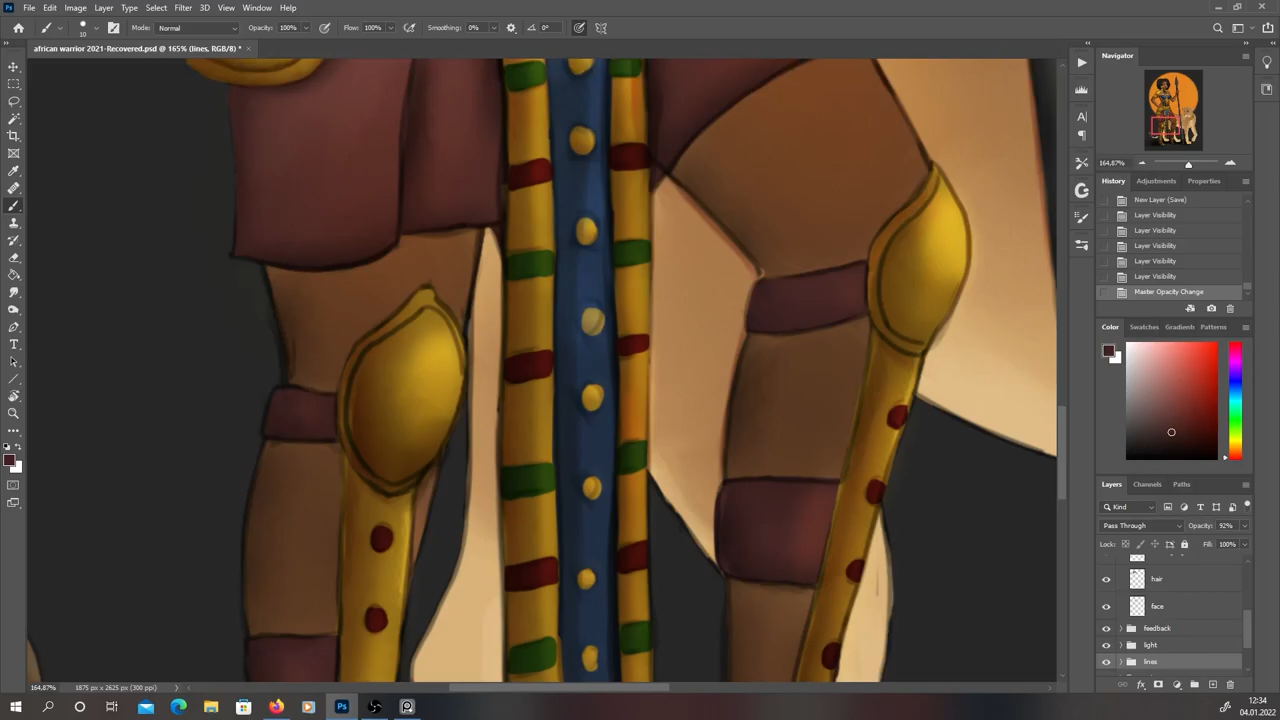 Ps File Edit Image Layer Type Select Filter 3D View Window Help
10 Mode: Normal Opacity: 100% Flow: 100% Smoothing: 0% 0°
african warrior 2021-Recovered.psd @ 165% (lines, RGB/8) * ×
Navigator
164,87%
History Adjustments Properties
New Layer (Save)
Layer Visibility
Layer Visibility
Layer Visibility
Layer Visibility
Layer Visibility
Master Opacity Change
Color Swatches Gradients Patterns
Layers Channels Paths
Kind
Pass Through Opacity: 92%
Lock: Fill: 100%
hair
face
feedback
light
lines
164,87% 1875 px x 2625 px (300 ppi)
Ps
12:34
04.01.2022